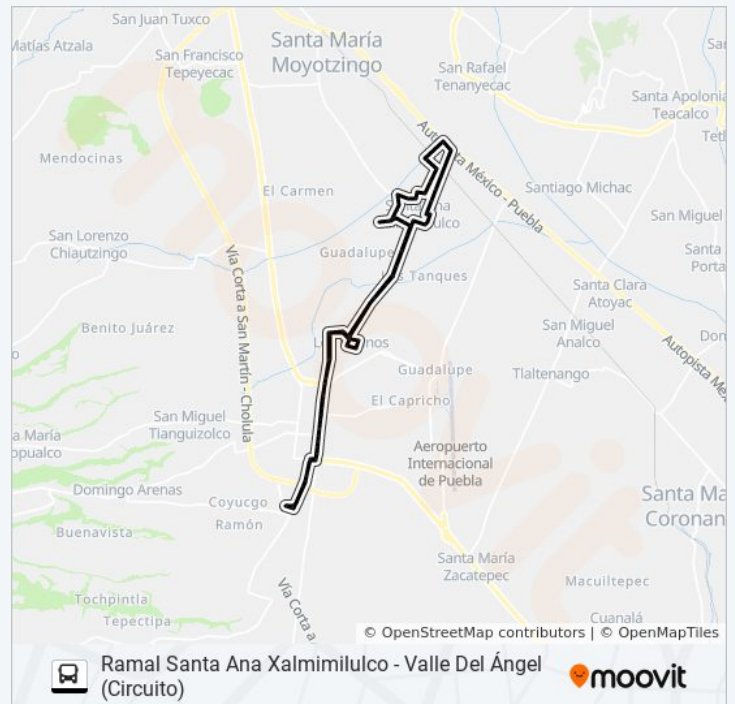 San Juan Tuxco
Matías Atzala
Santa María
Moyotzingo
San Francisco
Tepeyecac
San Rafael
Tenanyecac
Santa Apolonia
Teacalco
Autopista México - Puebla
Mendocinas
El Carmen
Santiago Michac
San Miguel
San Lorenzo
Chiautzingo
Guadalupe
Los Tanques
Santa Clara
Atoyac
Vía Corta a San Martín - Cholula
Benito Juárez
San Miguel
Analco
Guadalupe
Tlaltenango
El Capricho
San Miguel
Tianguizolco
Aeropuerto
Internacional
de Puebla
Domingo Arenas
Coyucgo
Ramón
Buenavista
Santa María
Zacatepec
Macuiltepec
Tochpintla
Tepectipa
Vía Corta a
Cuanalá
© OpenStreetMap contributors | © OpenMapTiles
Ramal Santa Ana Xalmimilulco - Valle Del Ángel
(Circuito)
moovit